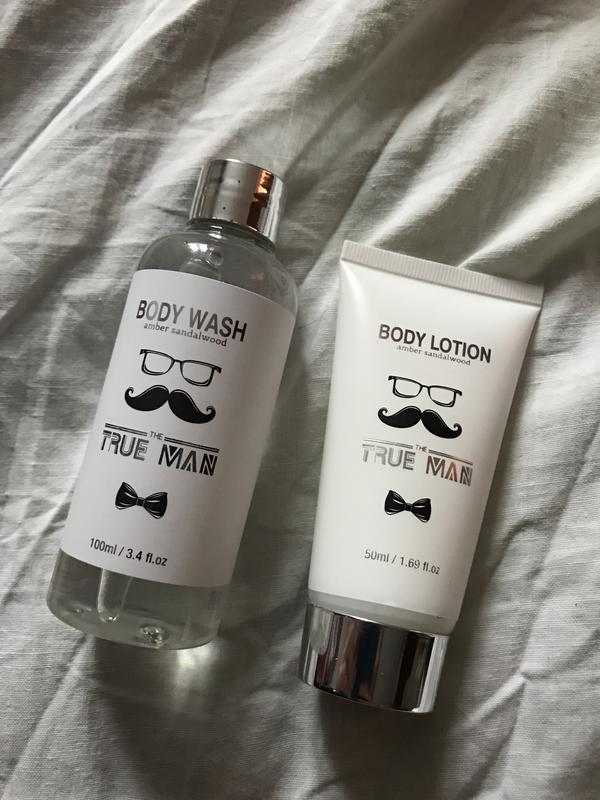 BODY WASH
amber sandalwood
THE
TRUE MAN
100ml / 3.4 fl.oz
BODY LOTION
amber sandalwood
THE
TRUE MAN
50ml / 1.69 fl.oz